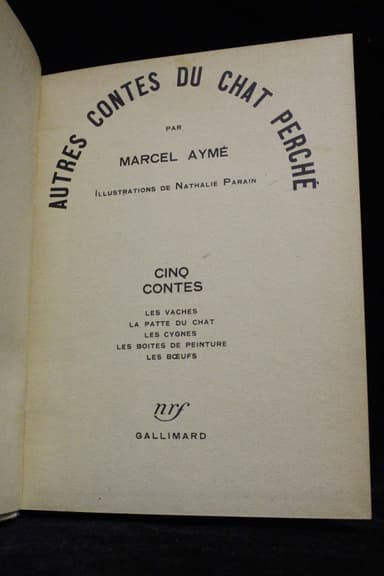 AUTRES CONTES DU CHAT PERCHÉ
PAR
MARCEL AYMÉ
ILLUSTRATIONS DE NATHALIE PARAIN
CINQ
CONTES
LES VACHES
LA PATTE DU CHAT
LES CYGNES
LES BOITES DE PEINTURE
LES BŒUFS
nrf
GALLIMARD